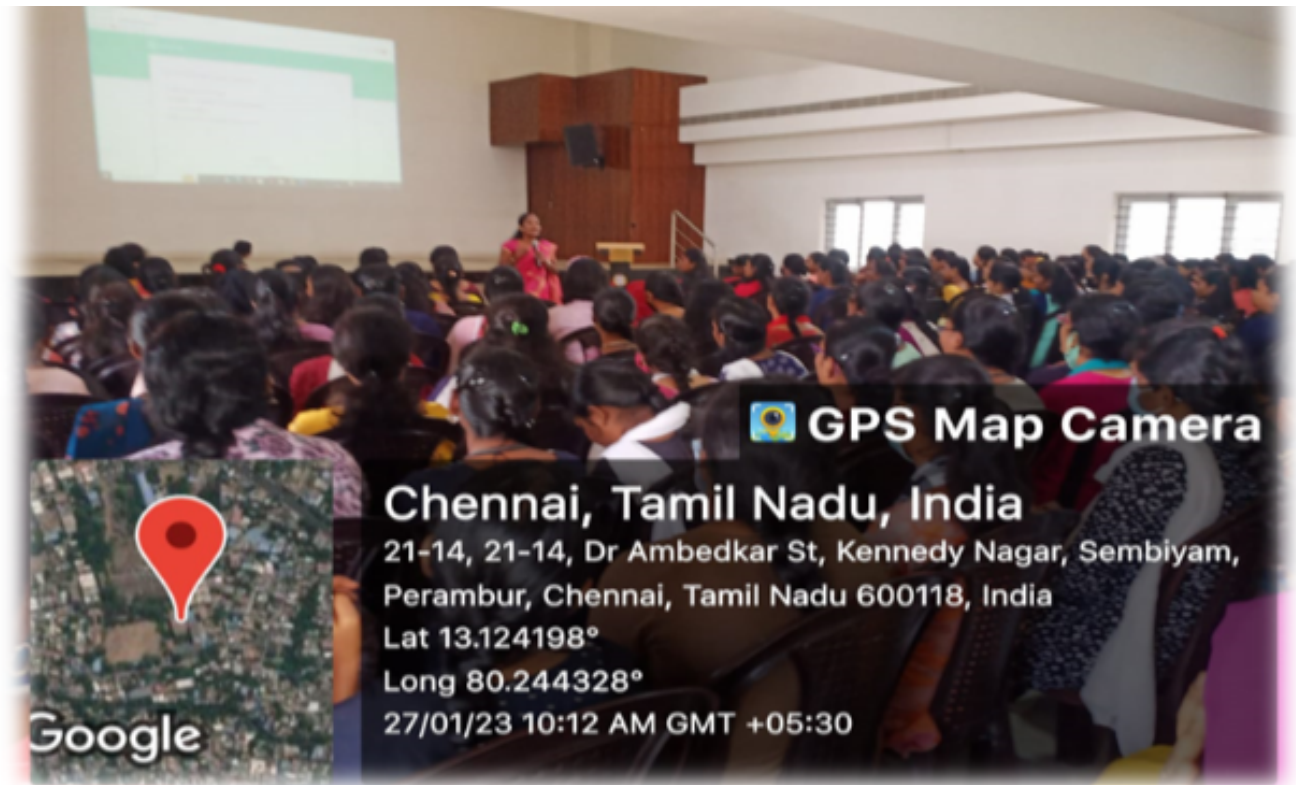 GPS Map Camera
Chennai, Tamil Nadu, India
21-14, 21-14, Dr Ambedkar St, Kennedy Nagar, Sembiyam,
Perambur, Chennai, Tamil Nadu 600118, India
Lat 13.124198°
Long 80.244328°
27/01/23 10:12 AM GMT +05:30
Google